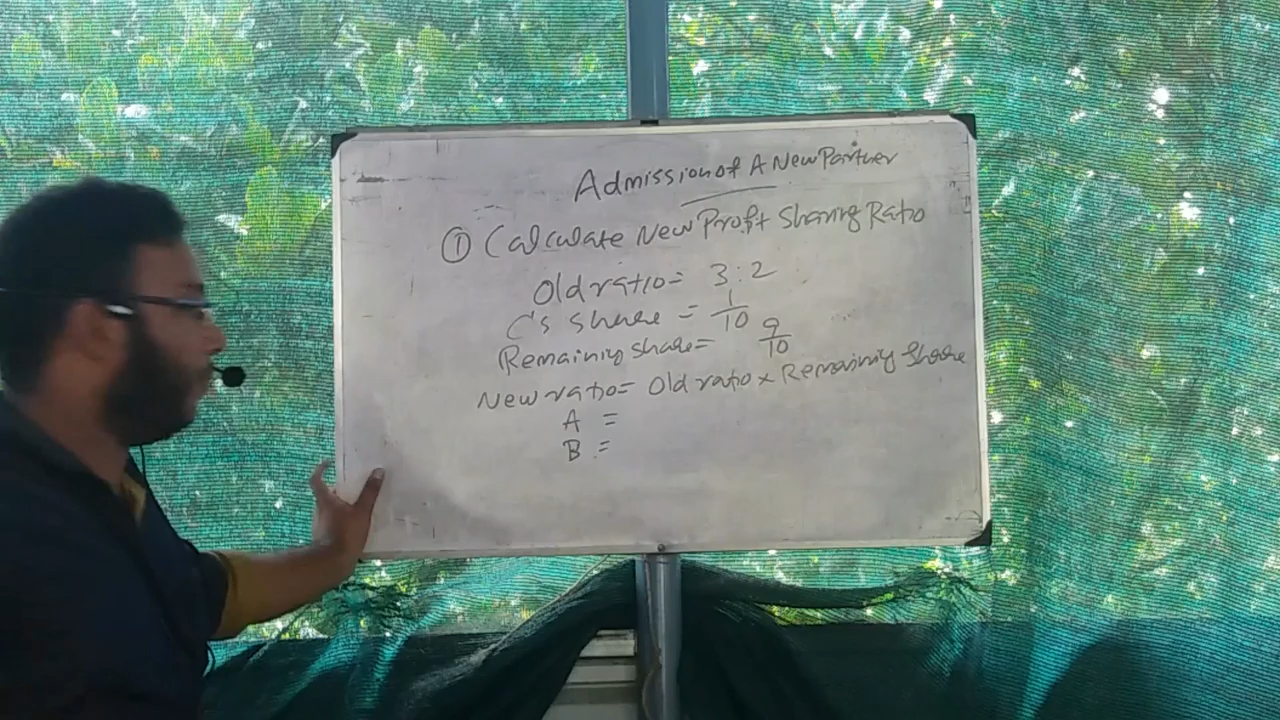 Admission of A New Partner
① Calculate New Profit Sharing Ratio
Old ratio = 3:2
C's share = 1/10
Remaining share = 9/10
New ratio = Old ratio × Remaining Share
A =
B =